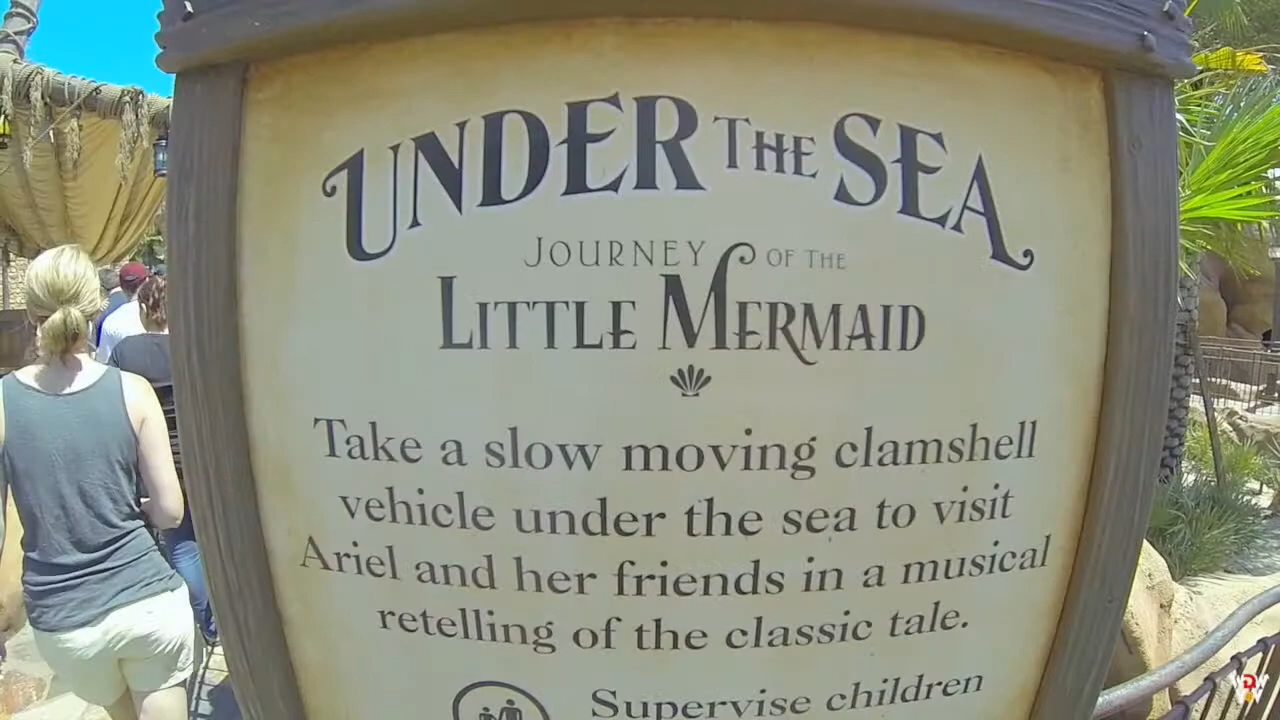 UNDER THE SEA
JOURNEY OF THE
LITTLE MERMAID
Take a slow moving clamshell
vehicle under the sea to visit
Ariel and her friends in a musical
retelling of the classic tale.
Supervise children